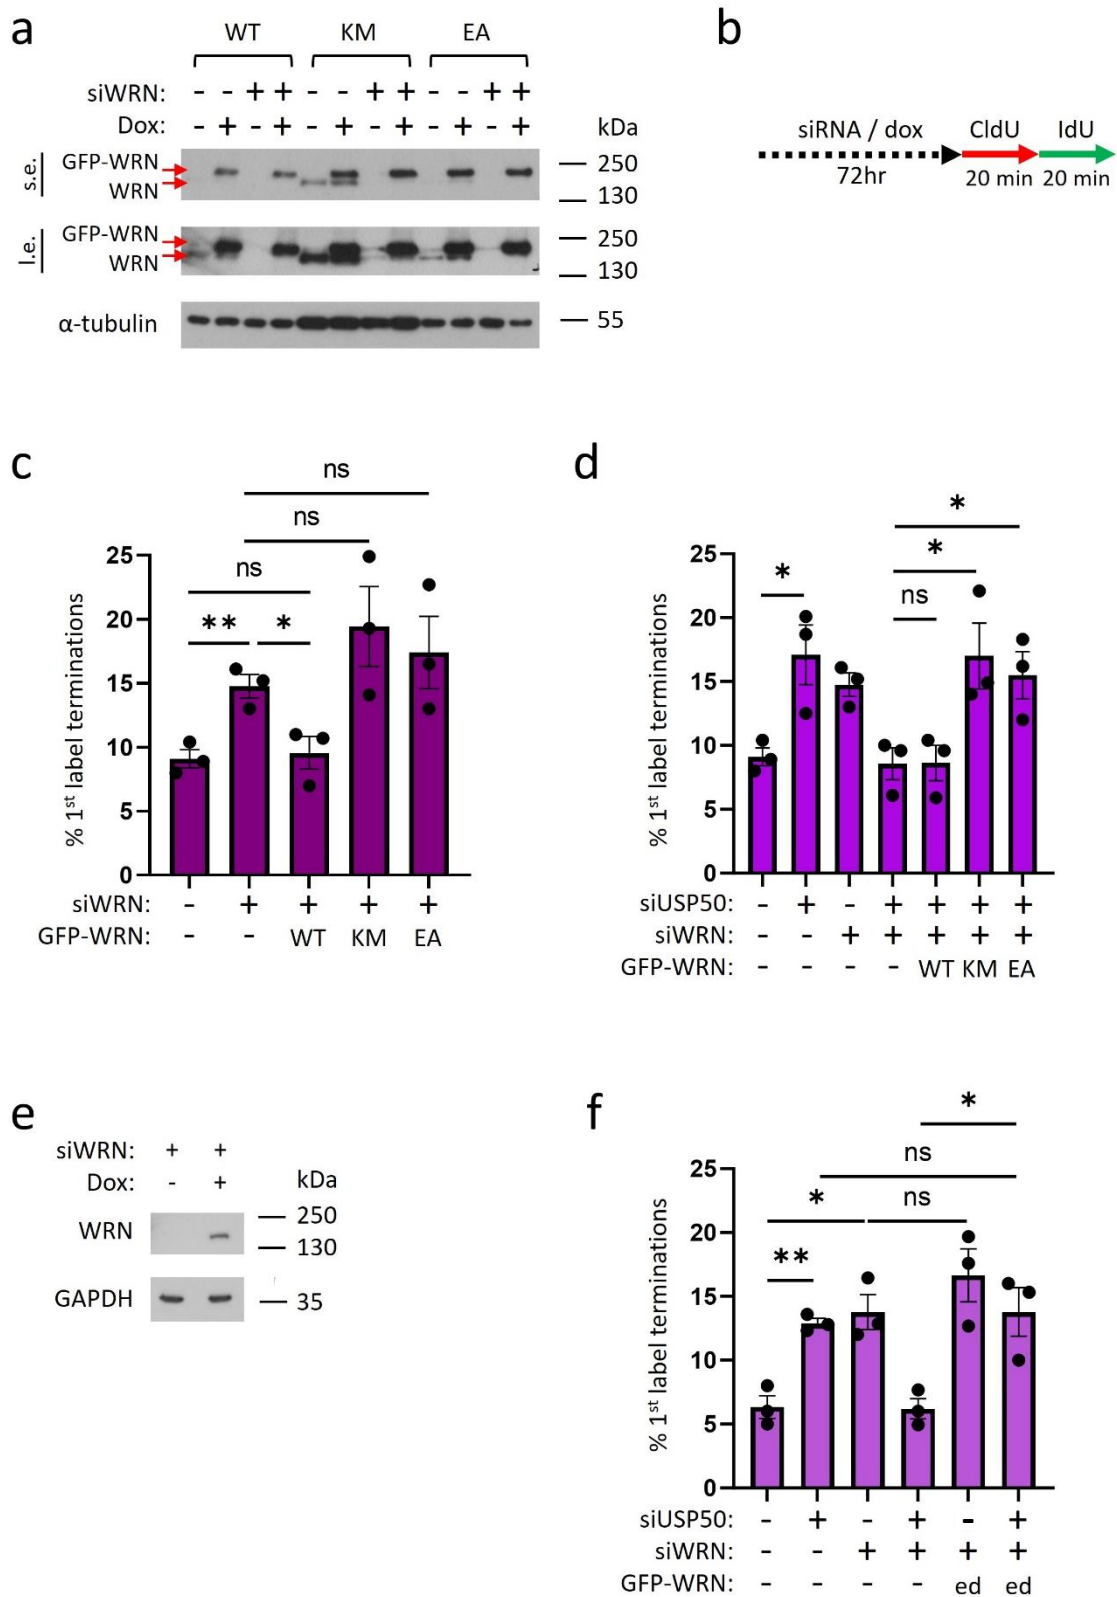 a
WT KM EA
siWRN: - - + + - - + + - - + +
Dox: - + - + - + - + - + - + kDa
s.e. GFP-WRN 250
WRN 130
l.e. GFP-WRN 250
WRN 130
α-tubulin 55
b
siRNA / dox CldU IdU
72hr 20 min 20 min
c
ns
ns
ns
** *
% 1st label terminations
25
20
15
10
5
0
siWRN: - + + + +
GFP-WRN: - - WT KM EA
d
*
*
* ns
% 1st label terminations
25
20
15
10
5
0
siUSP50: - + - + + + +
siWRN: - - + + + + +
GFP-WRN: - - - - WT KM EA
e
siWRN: + +
Dox: - + kDa
WRN 250
130
GAPDH 35
f
*
ns
* ns
**
% 1st label terminations
25
20
15
10
5
0
siUSP50: - + - + - +
siWRN: - - + + + +
GFP-WRN: - - - - ed ed